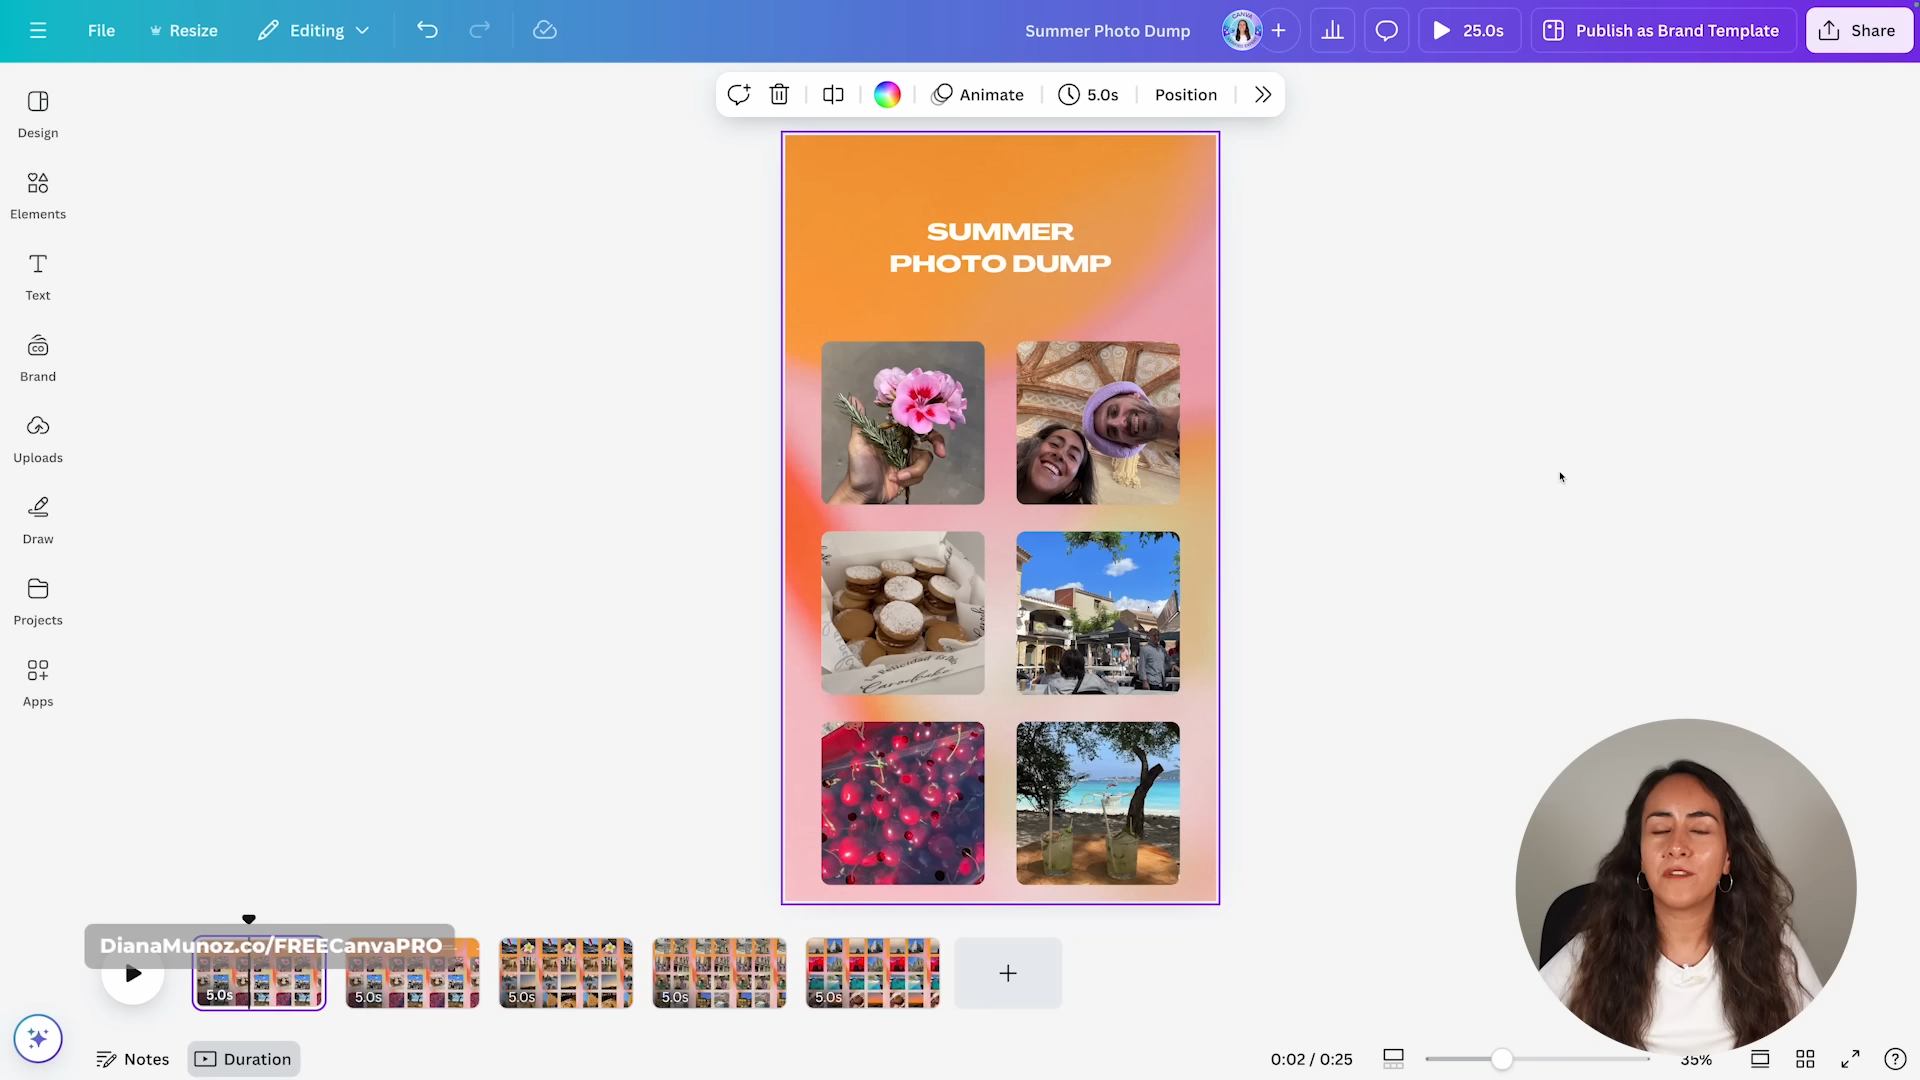 File
Resize
Editing
Summer Photo Dump
25.0s
Publish as Brand Template
Share
Animate
5.0s
Position
Design
Elements
Text
Brand
Uploads
Draw
Projects
Apps
SUMMER
PHOTO DUMP
DianaMunoz.co/FREECanvaPRO
5.0s
5.0s
5.0s
5.0s
5.0s
Notes
Duration
0:02 / 0:25
35%